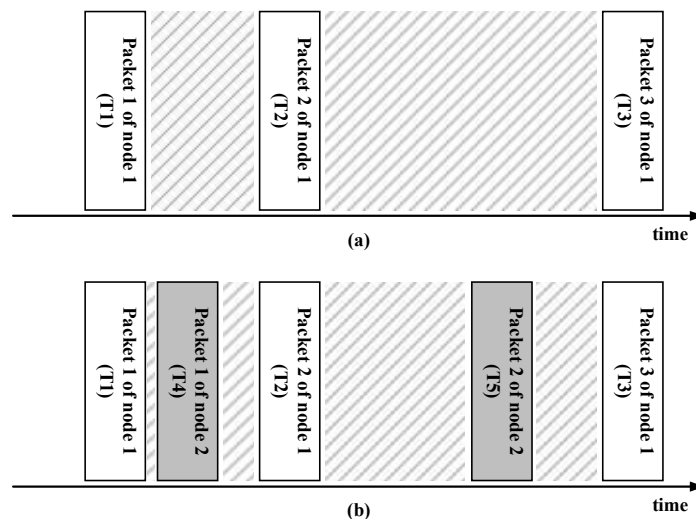 Packet 1 of node 1
(T1)
Packet 2 of node 1
(T2)
Packet 3 of node 1
(T3)
time
(a)
Packet 1 of node 1
(T1)
Packet 1 of node 2
(T4)
Packet 2 of node 1
(T2)
Packet 2 of node 2
(T5)
Packet 3 of node 1
(T3)
time
(b)